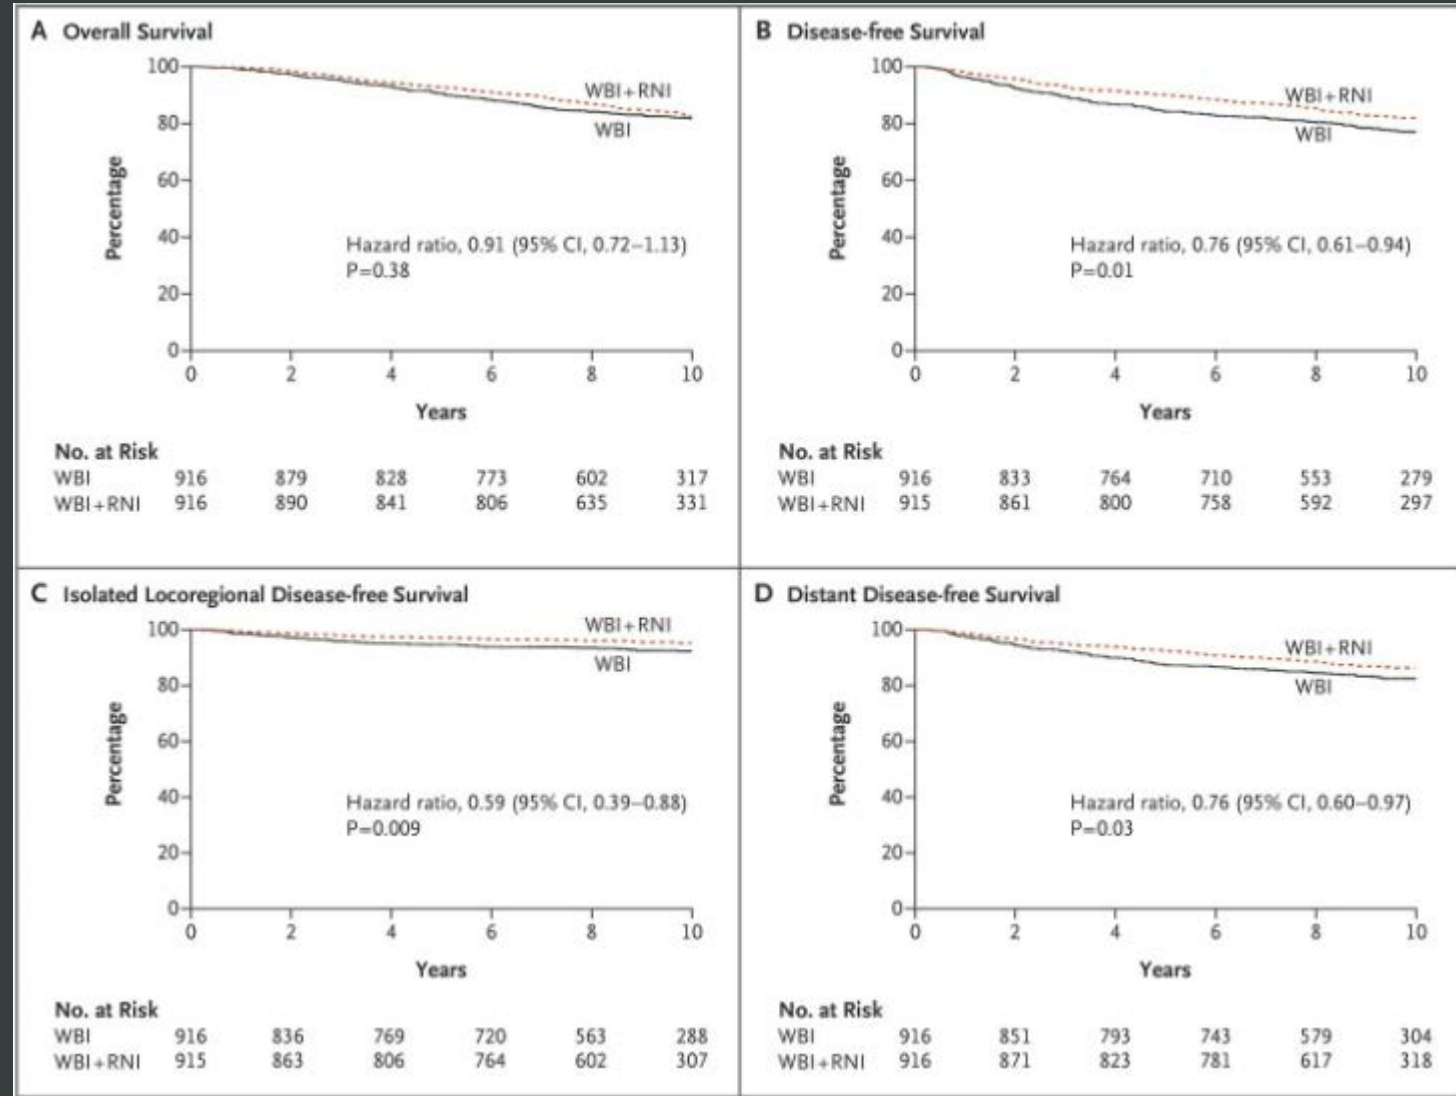 A Overall Survival
100
80
60
40
20
0
Percentage
WBI+RNI
WBI
Hazard ratio, 0.91 (95% CI, 0.72–1.13)
P=0.38
0 2 4 6 8 10
Years
No. at Risk
WBI 916 879 828 773 602 317
WBI+RNI 916 890 841 806 635 331
B Disease-free Survival
100
80
60
40
20
0
Percentage
WBI+RNI
WBI
Hazard ratio, 0.76 (95% CI, 0.61–0.94)
P=0.01
0 2 4 6 8 10
Years
No. at Risk
WBI 916 833 764 710 553 279
WBI+RNI 915 861 800 758 592 297
C Isolated Locoregional Disease-free Survival
100
80
60
40
20
0
Percentage
WBI+RNI
WBI
Hazard ratio, 0.59 (95% CI, 0.39–0.88)
P=0.009
0 2 4 6 8 10
Years
No. at Risk
WBI 916 836 769 720 563 288
WBI+RNI 915 863 806 764 602 307
D Distant Disease-free Survival
100
80
60
40
20
0
Percentage
WBI+RNI
WBI
Hazard ratio, 0.76 (95% CI, 0.60–0.97)
P=0.03
0 2 4 6 8 10
Years
No. at Risk
WBI 916 851 793 743 579 304
WBI+RNI 916 871 823 781 617 318